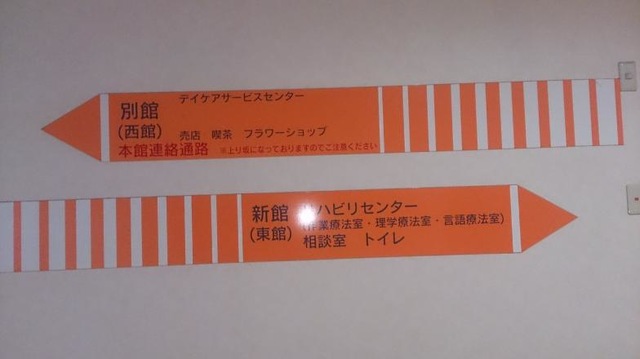 別館
(西館)
デイケアサービスセンター
売店 喫茶 フラワーショップ
本館連絡通路 ※上り坂になっておりますのでご注意ください
新館
(東館)
ハビリセンター
作業療法室・理学療法室・言語療法室)
相談室 トイレ